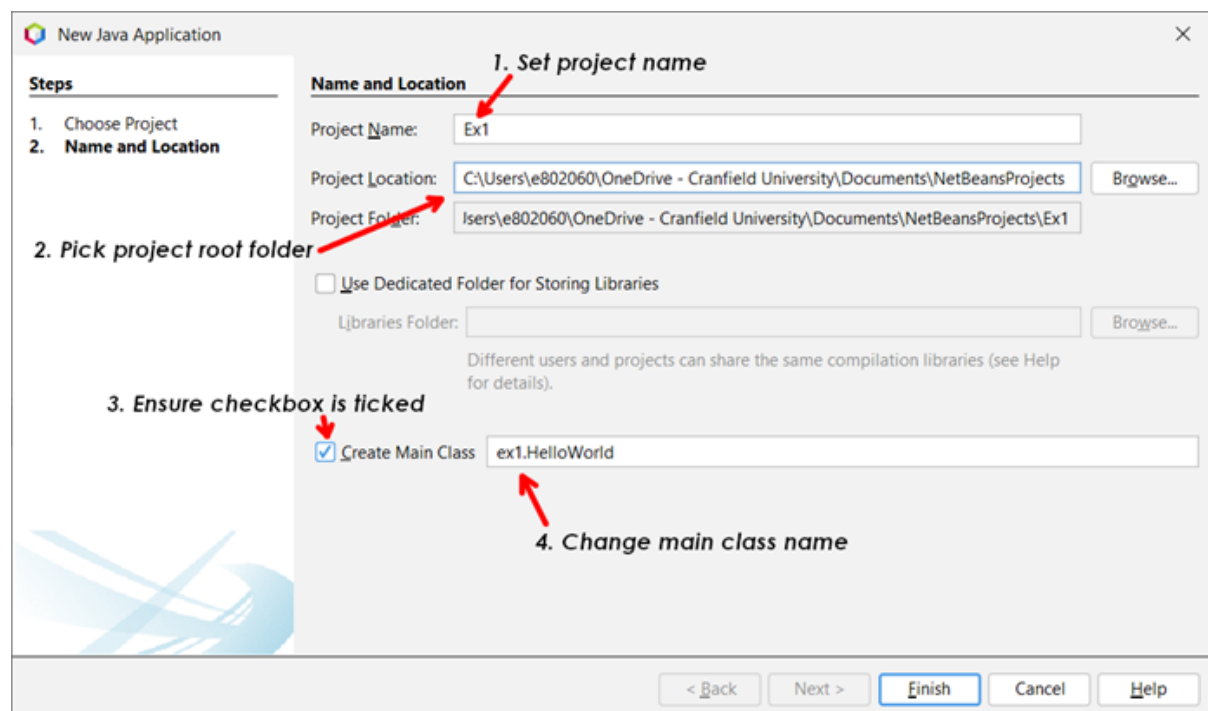 New Java Application
1. Set project name
Steps
Name and Location
1. Choose Project
2. Name and Location
Project Name: Ex1
Project Location: C:\Users\e802060\OneDrive - Cranfield University\Documents\NetBeansProjects Browse...
Project Folder: Isers\e802060\OneDrive - Cranfield University\Documents\NetBeansProjects\Ex1
2. Pick project root folder
Use Dedicated Folder for Storing Libraries
Libraries Folder: Browse...
Different users and projects can share the same compilation libraries (see Help
for details).
3. Ensure checkbox is ticked
Create Main Class ex1.HelloWorld
4. Change main class name
< Back Next > Finish Cancel Help